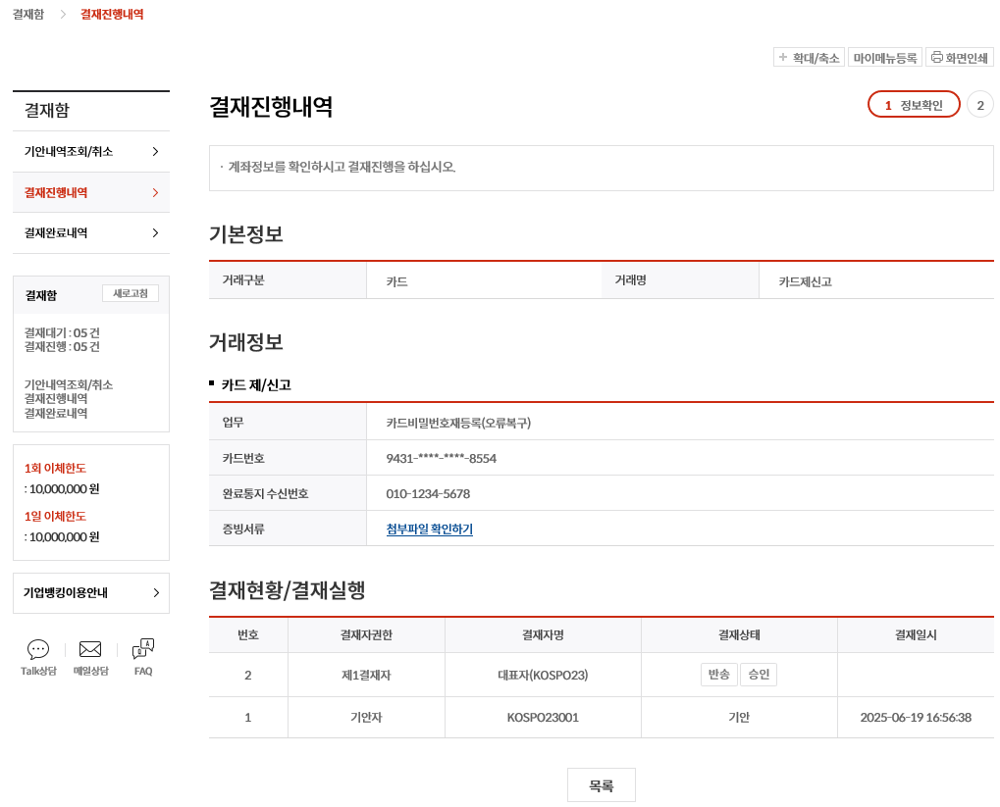 결재함 > 결재진행내역
+ 확대/축소 마이메뉴등록 화면인쇄
결재함
기안내역조회/취소
결재진행내역
결재완료내역
결재함 새로고침
결재대기 : 05 건
결재진행 : 05 건
기안내역조회/취소
결재진행내역
결재완료내역
1회 이체한도
: 10,000,000 원
1일 이체한도
: 10,000,000 원
기업뱅킹이용안내
Talk상담 메일상담 FAQ
결재진행내역
1 정보확인 2
· 계좌정보를 확인하시고 결재진행을 하십시오.
기본정보
거래구분 카드 거래명 카드제신고
거래정보
카드 제/신고
업무 카드비밀번호재등록(오류복구)
카드번호 9431-****-****-8554
완료통지 수신번호 010-1234-5678
증빙서류 첨부파일 확인하기
결재현황/결재실행
번호 결재자권한 결재자명 결재상태 결재일시
2 제1결재자 대표자(KOSPO23) 반송 승인
1 기안자 KOSPO23001 기안 2025-06-19 16:56:38
목록